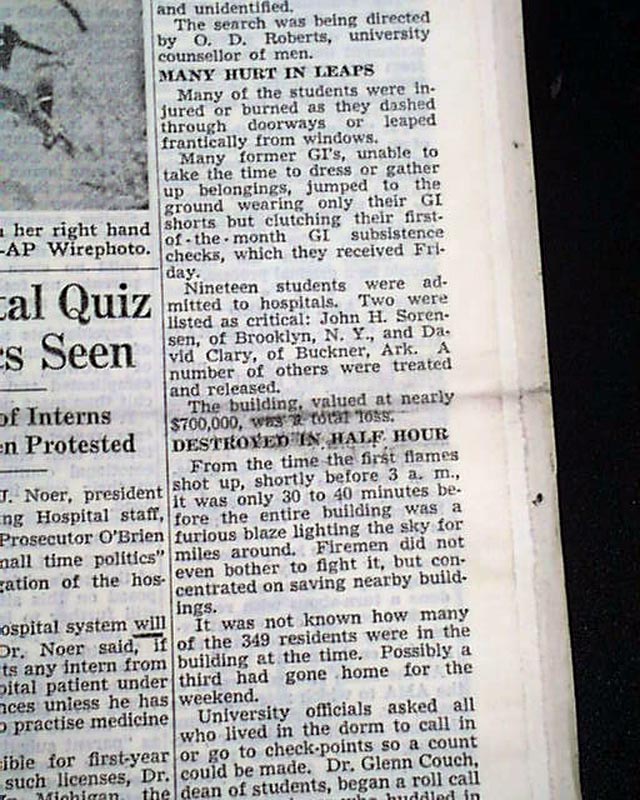 n her right hand
-AP Wirephoto.
tal Quiz
s Seen
of Interns
en Protested
J. Noer, president
ng Hospital staff,
Prosecutor O'Brien
mall time politics"
gation of the hos-
ospital system will
Dr. Noer said, if
ts any intern from
pital patient under
nces unless he has
o practise medicine
ible for first-year
such licenses, Dr.
In Michigan, the
and unidentified.
The search was being directed
by O. D. Roberts, university
counsellor of men.
MANY HURT IN LEAPS
Many of the students were in-
jured or burned as they dashed
through doorways or leaped
frantically from windows.
Many former GI's, unable to
take the time to dress or gather
up belongings, jumped to the
ground wearing only their GI
shorts but clutching their first-
of-the-month GI subsistence
checks, which they received Fri-
day.
Nineteen students were ad-
mitted to hospitals. Two were
listed as critical: John H. Soren-
sen, of Brooklyn, N. Y., and Da-
vid Clary, of Buckner, Ark. A
number of others were treated
and released.
The building, valued at nearly
$700,000, was a total loss.
DESTROYED IN HALF HOUR
From the time the first flames
shot up, shortly before 3 a. m.,
it was only 30 to 40 minutes be-
fore the entire building was a
furious blaze lighting the sky for
miles around. Firemen did not
even bother to fight it, but con-
centrated on saving nearby build-
ings.
It was not known how many
of the 349 residents were in the
building at the time. Possibly a
third had gone home for the
weekend.
University officials asked all
who lived in the dorm to call in
or go to check-points so a count
could be made. Dr. Glenn Couch,
dean of students, began a roll call
who huddled in